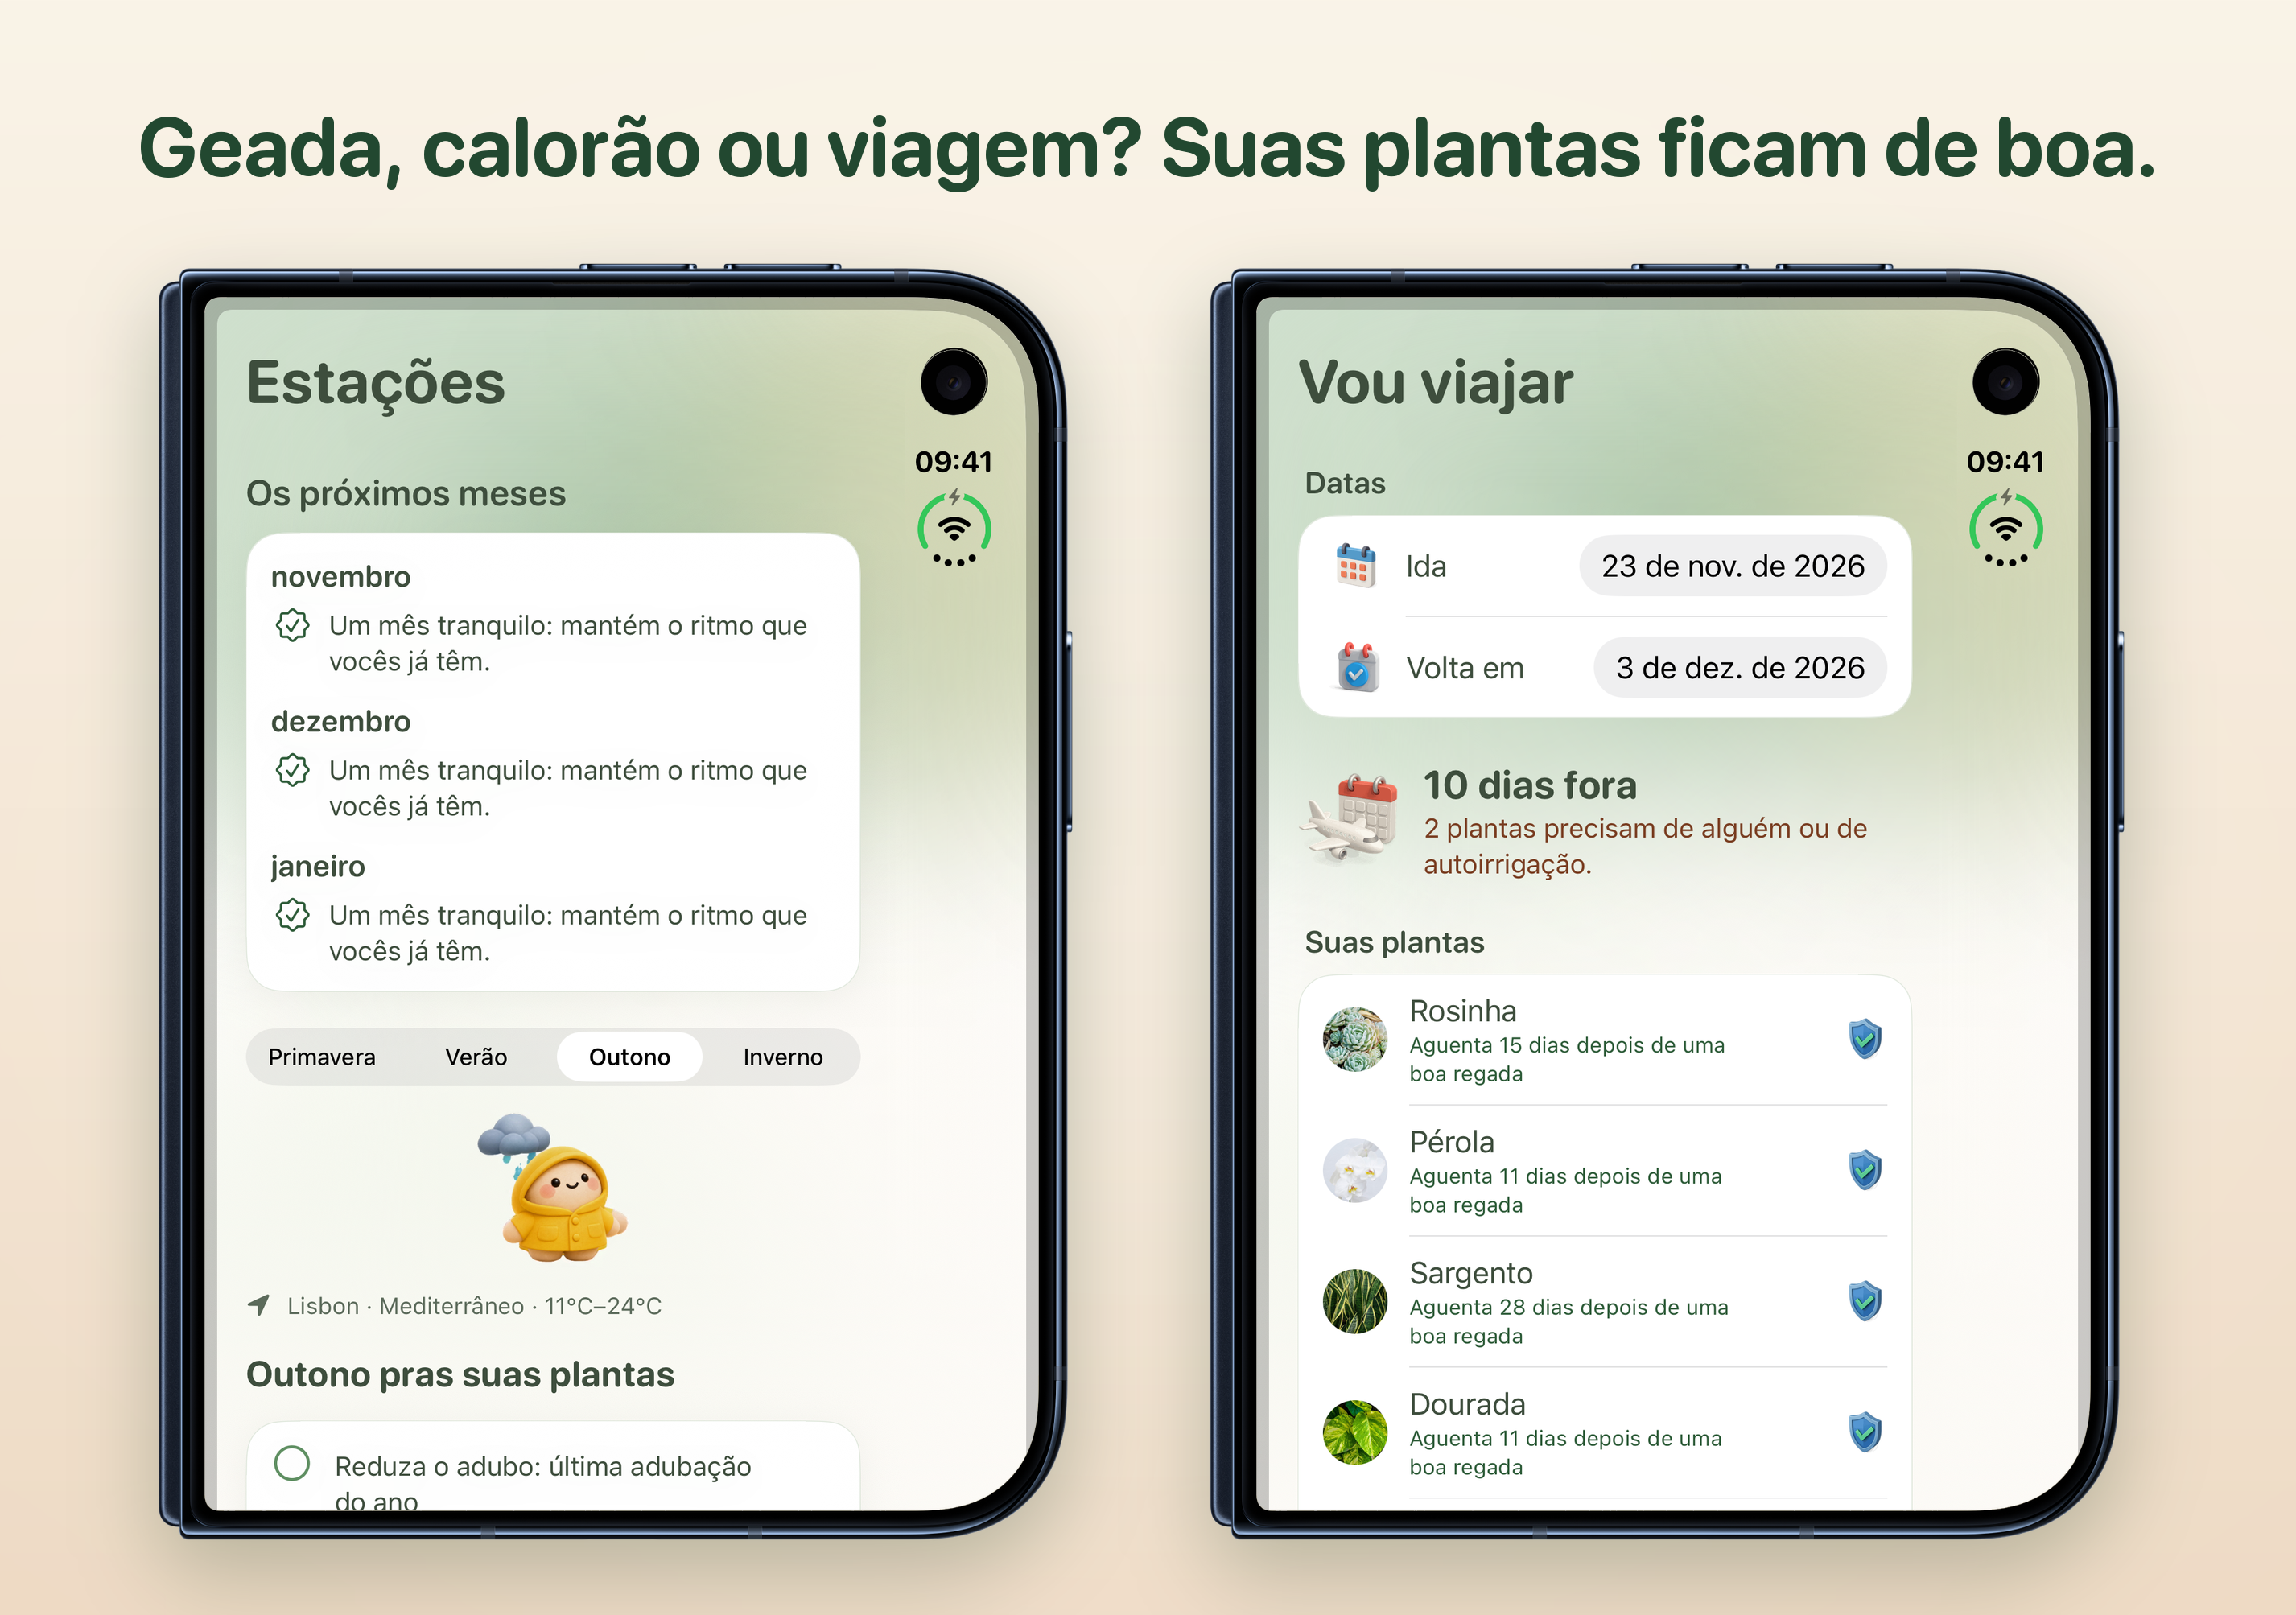 Geada, calorão ou viagem? Suas plantas ficam de boa.
Estações
09:41
Os próximos meses
novembro
Um mês tranquilo: mantém o ritmo que
vocês já têm.
dezembro
Um mês tranquilo: mantém o ritmo que
vocês já têm.
janeiro
Um mês tranquilo: mantém o ritmo que
vocês já têm.
Primavera Verão Outono Inverno
Lisbon · Mediterrâneo · 11°C–24°C
Outono pras suas plantas
Reduza o adubo: última adubação
do ano
Vou viajar
09:41
Datas
Ida 23 de nov. de 2026
Volta em 3 de dez. de 2026
10 dias fora
2 plantas precisam de alguém ou de
autoirrigação.
Suas plantas
Rosinha
Aguenta 15 dias depois de uma
boa regada
Pérola
Aguenta 11 dias depois de uma
boa regada
Sargento
Aguenta 28 dias depois de uma
boa regada
Dourada
Aguenta 11 dias depois de uma
boa regada